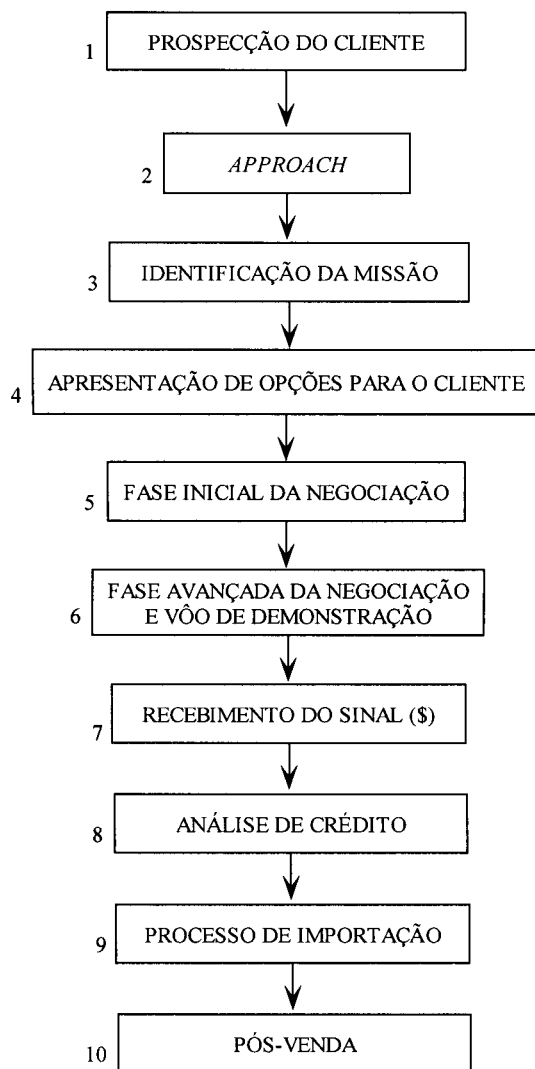 1 PROSPECÇÃO DO CLIENTE
2 APPROACH
3 IDENTIFICAÇÃO DA MISSÃO
4 APRESENTAÇÃO DE OPÇÕES PARA O CLIENTE
5 FASE INICIAL DA NEGOCIAÇÃO
FASE AVANÇADA DA NEGOCIAÇÃO
6 E VÔO DE DEMONSTRAÇÃO
7 RECEBIMENTO DO SINAL ($)
8 ANÁLISE DE CRÉDITO
9 PROCESSO DE IMPORTAÇÃO
10 PÓS-VENDA